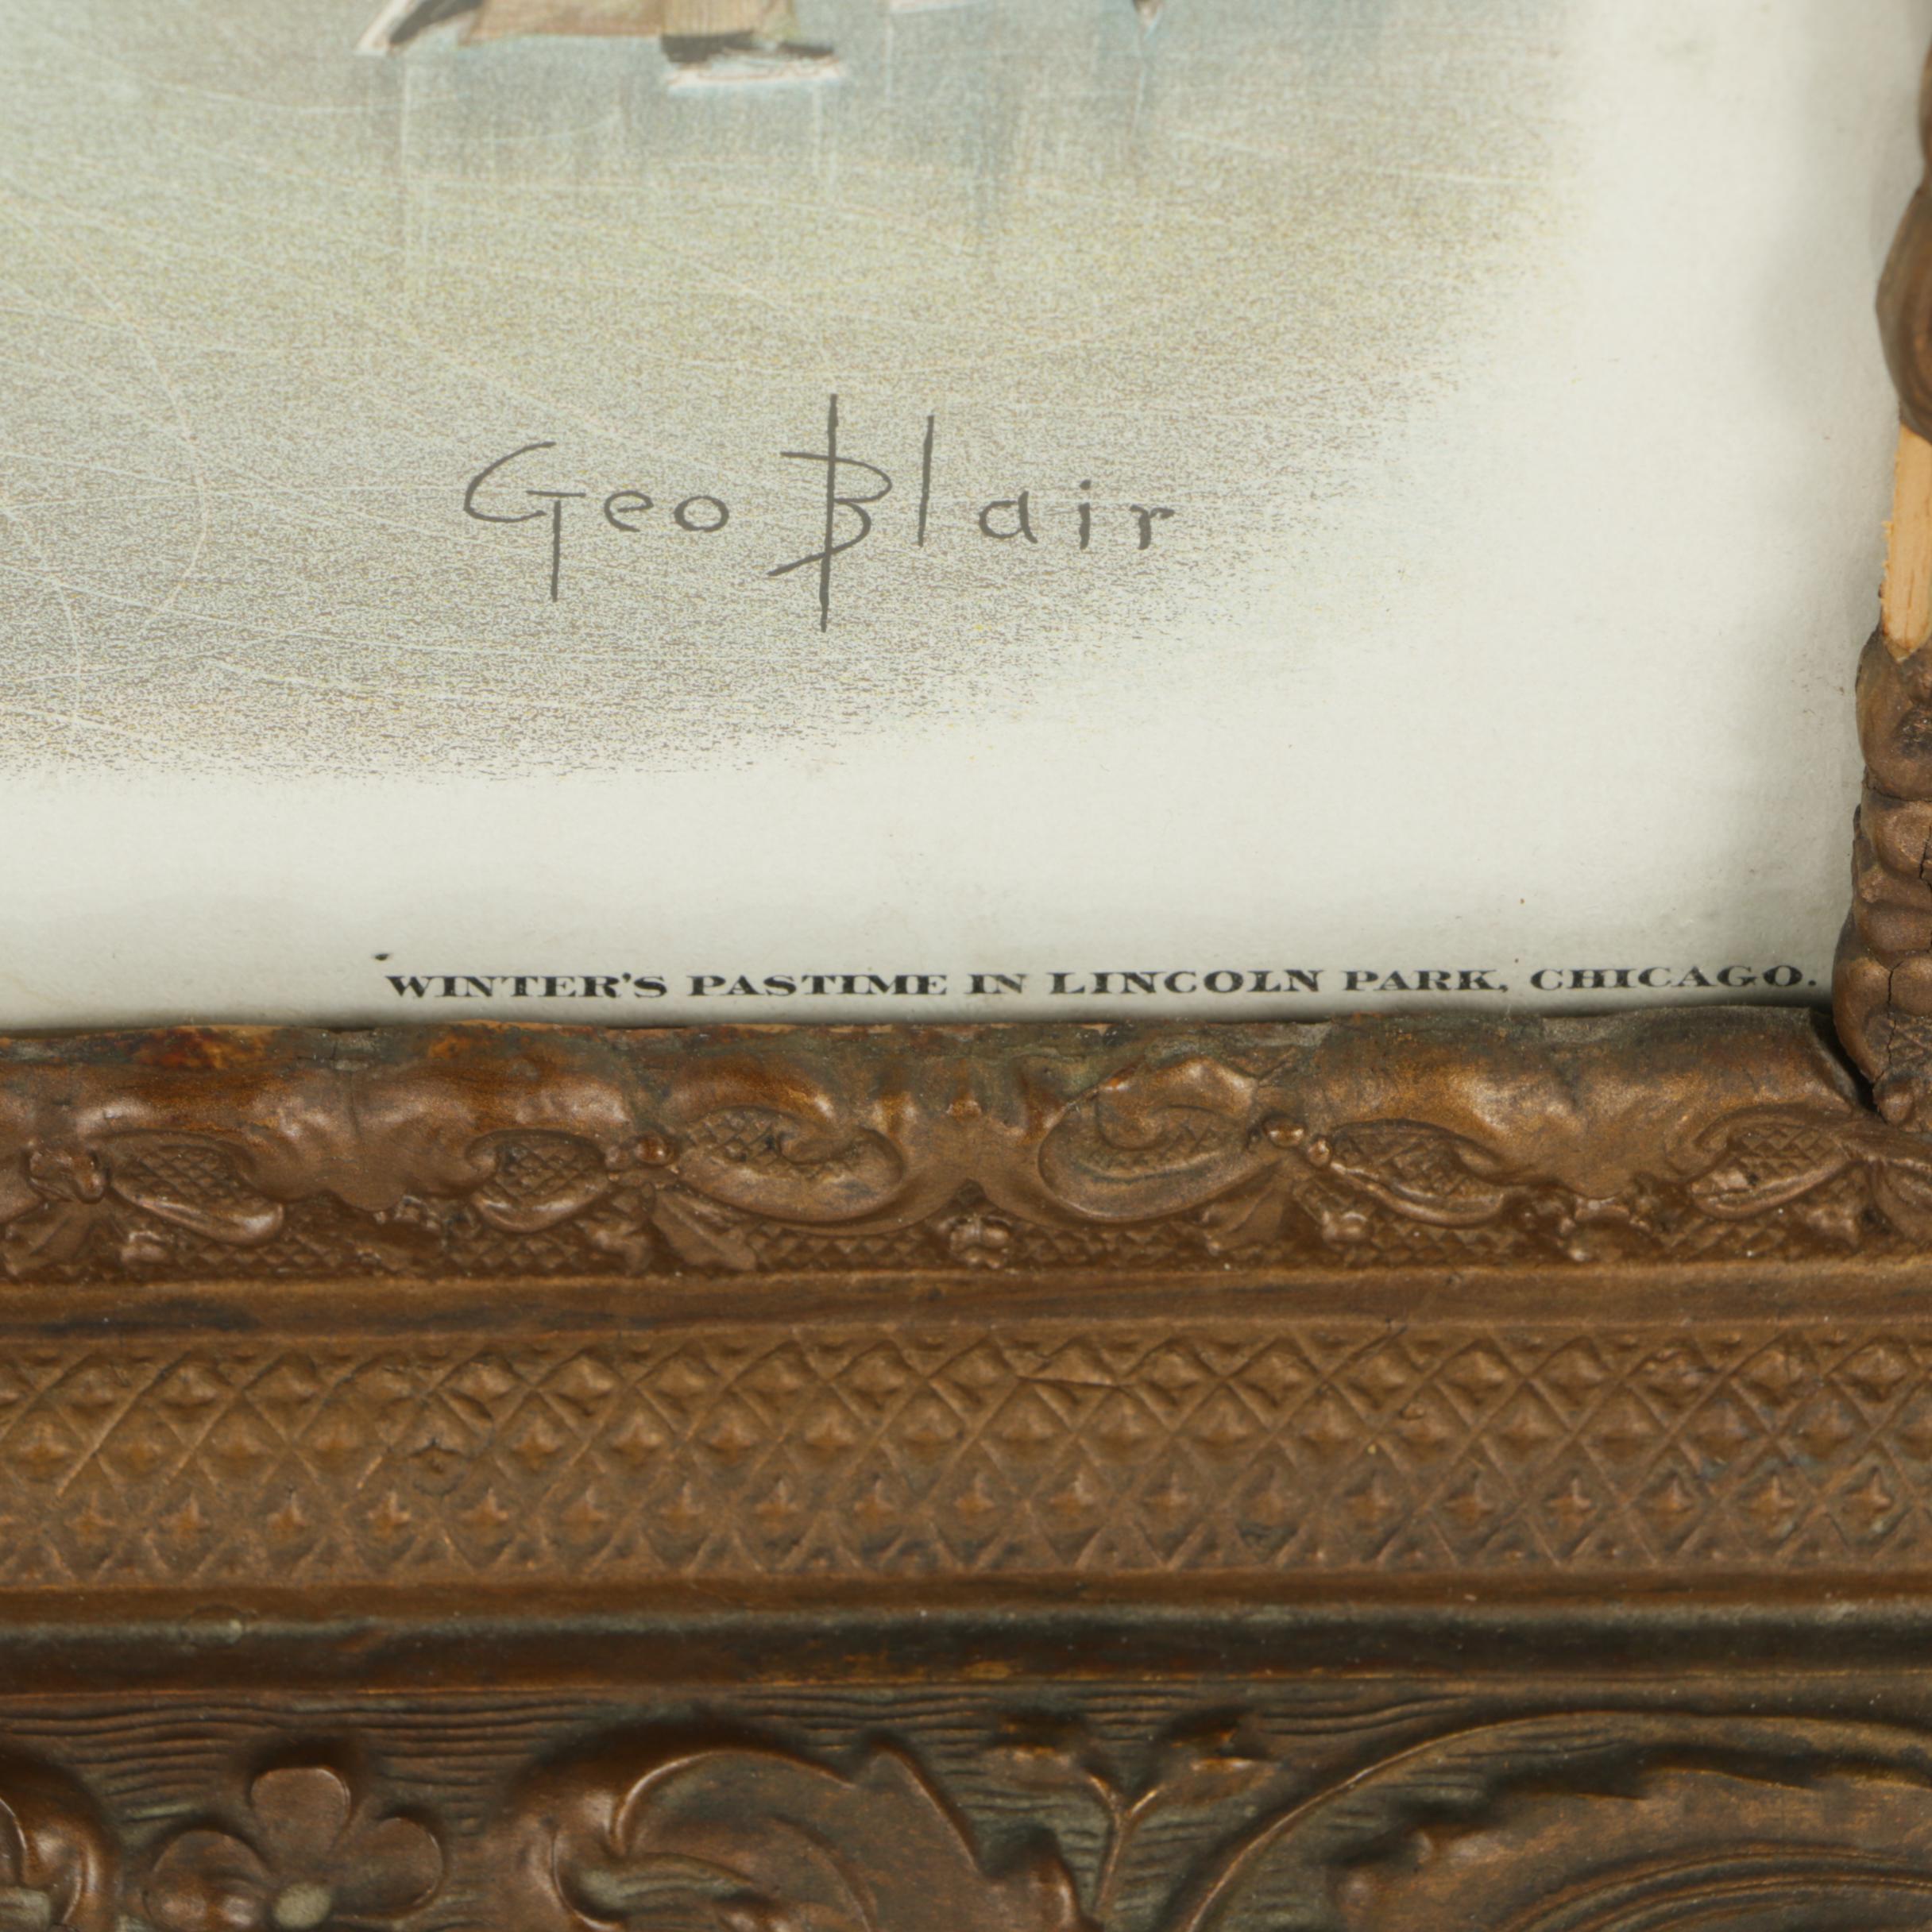 Geo Blair
WINTER'S PASTIME IN LINCOLN PARK, CHICAGO.